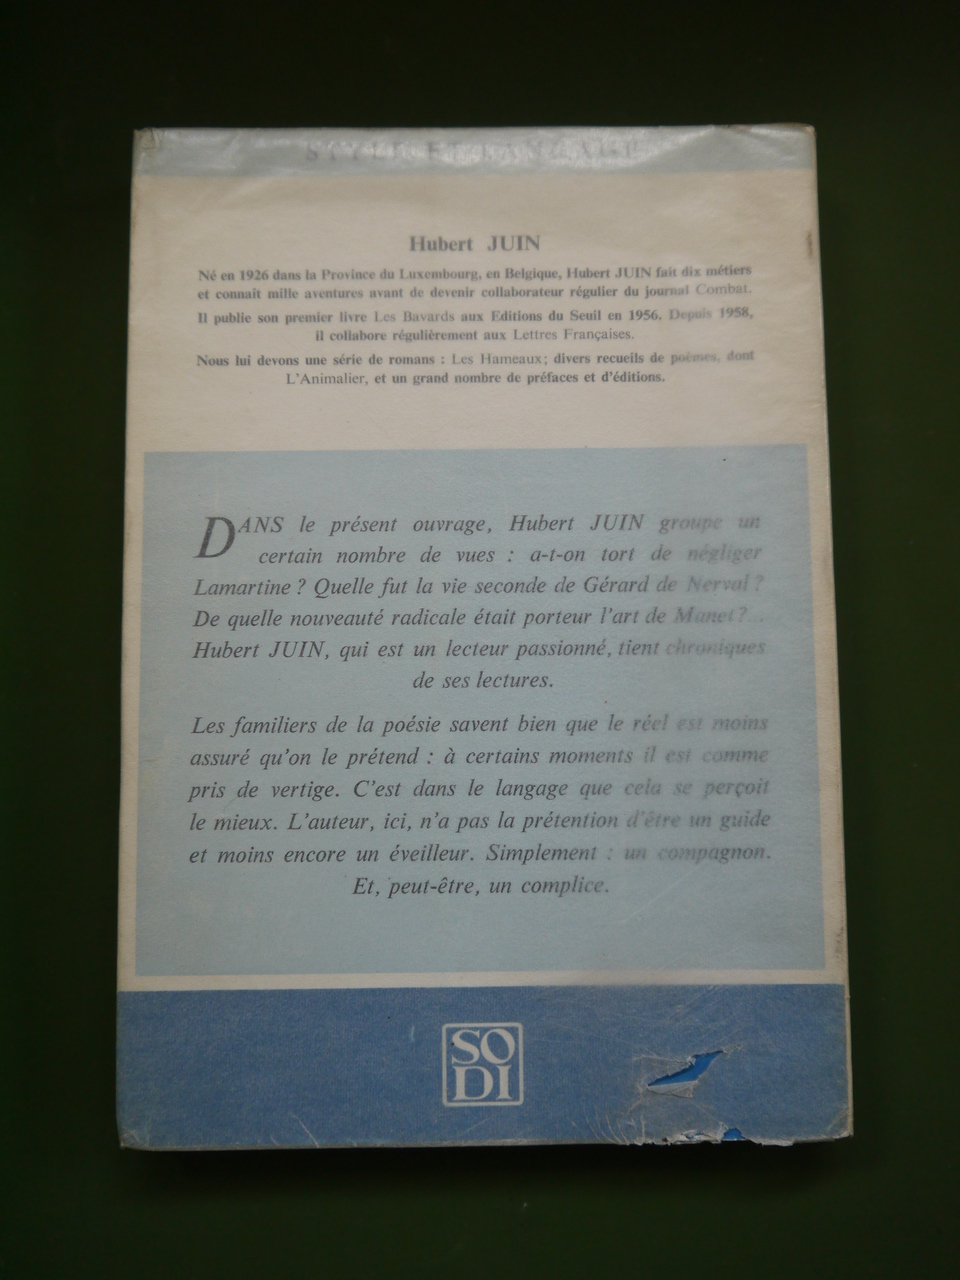 STYLE ET LANGAGE
Hubert JUIN
Né en 1926 dans la Province du Luxembourg, en Belgique, Hubert JUIN fait dix métiers
et connaît mille aventures avant de devenir collaborateur régulier du journal Combat.
Il publie son premier livre Les Bavards aux Editions du Seuil en 1956. Depuis 1958,
il collabore régulièrement aux Lettres Françaises.
Nous lui devons une série de romans : Les Hameaux; divers recueils de poèmes, dont
L'Animalier, et un grand nombre de préfaces et d'éditions.
DANS le présent ouvrage, Hubert JUIN groupe un
certain nombre de vues : a-t-on tort de négliger
Lamartine ? Quelle fut la vie seconde de Gérard de Nerval ?
De quelle nouveauté radicale était porteur l'art de Manet ?...
Hubert JUIN, qui est un lecteur passionné, tient chroniques
de ses lectures.
Les familiers de la poésie savent bien que le réel est moins
assuré qu'on le prétend : à certains moments il est comme
pris de vertige. C'est dans le langage que cela se perçoit
le mieux. L'auteur, ici, n'a pas la prétention d'être un guide
et moins encore un éveilleur. Simplement : un compagnon.
Et, peut-être, un complice.
SO
DI